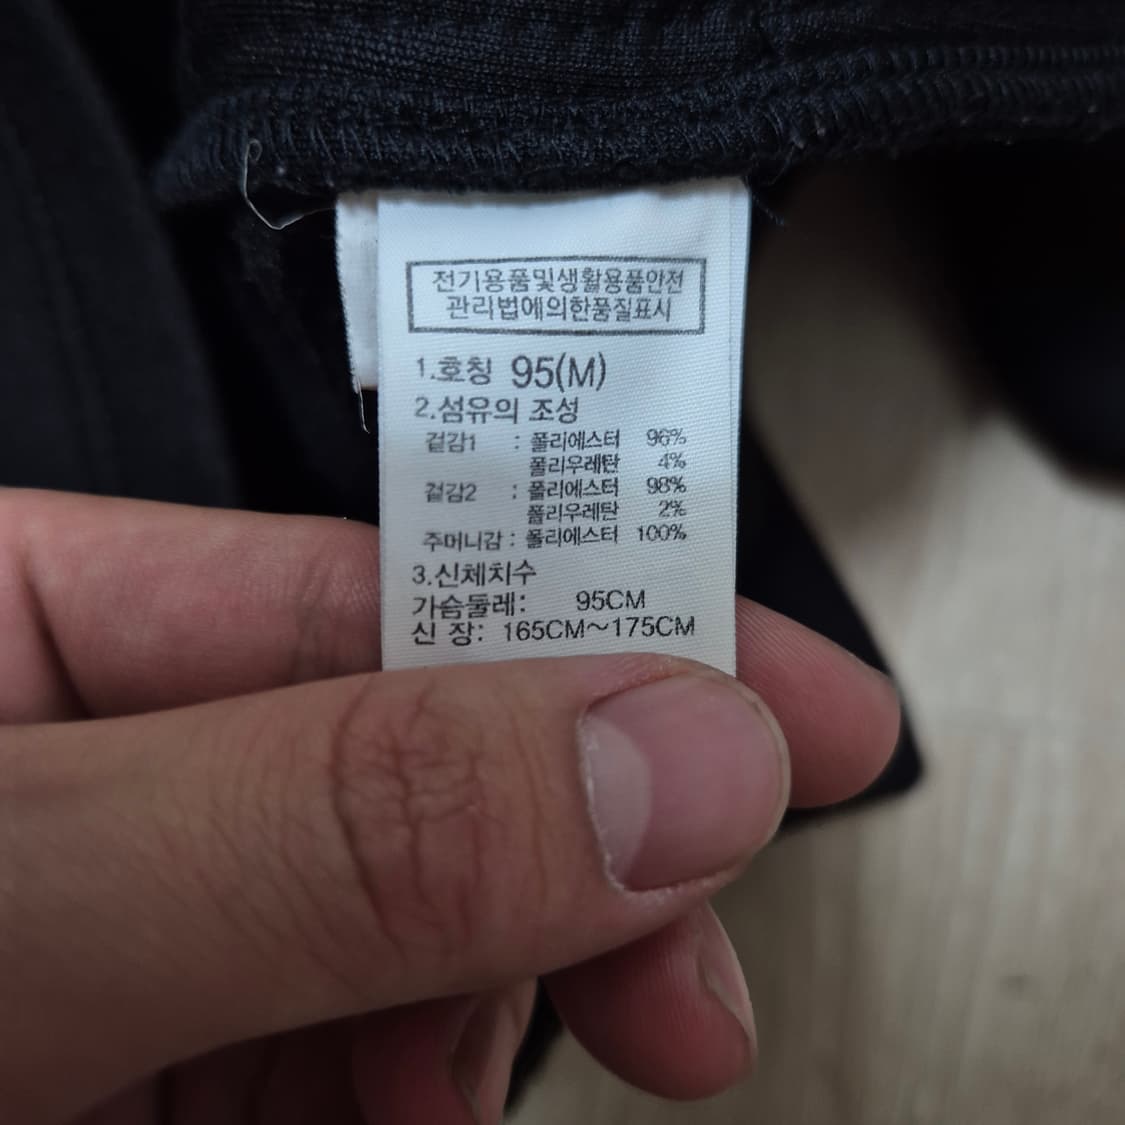 전기용품및생활용품안전
관리법에의한품질표시
1.호칭 95(M)
2.섬유의 조성
겉감1 : 폴리에스터 96%
폴리우레탄 4%
겉감2 : 폴리에스터 98%
폴리우레탄 2%
주머니감 : 폴리에스터 100%
3.신체치수
가슴둘레: 95CM
신 장: 165CM~175CM